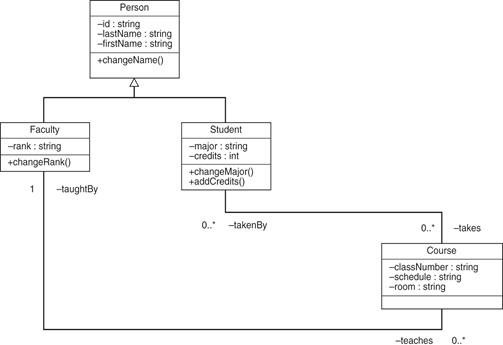 Person
–id : string
–lastName : string
–firstName : string
+changeName()
Faculty
–rank : string
+changeRank()
Student
–major : string
–credits : int
+changeMajor()
+addCredits()
1 –taughtBy
0..* –takenBy
0..* –takes
Course
–classNumber : string
–schedule : string
–room : string
–teaches 0..*